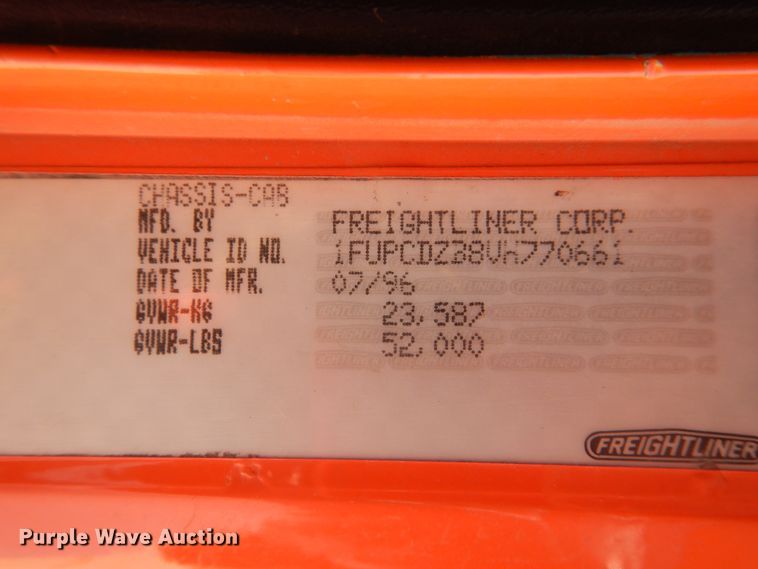 CHASSIS-CAB
MFD. BY FREIGHTLINER CORP.
VEHICLE ID NO. 1FUPCDZB8VH770661
DATE OF MFR. 07/96
GVWR-KG 23,587
GVWR-LBS 52,000
FREIGHTLINER
Purple Wave Auction